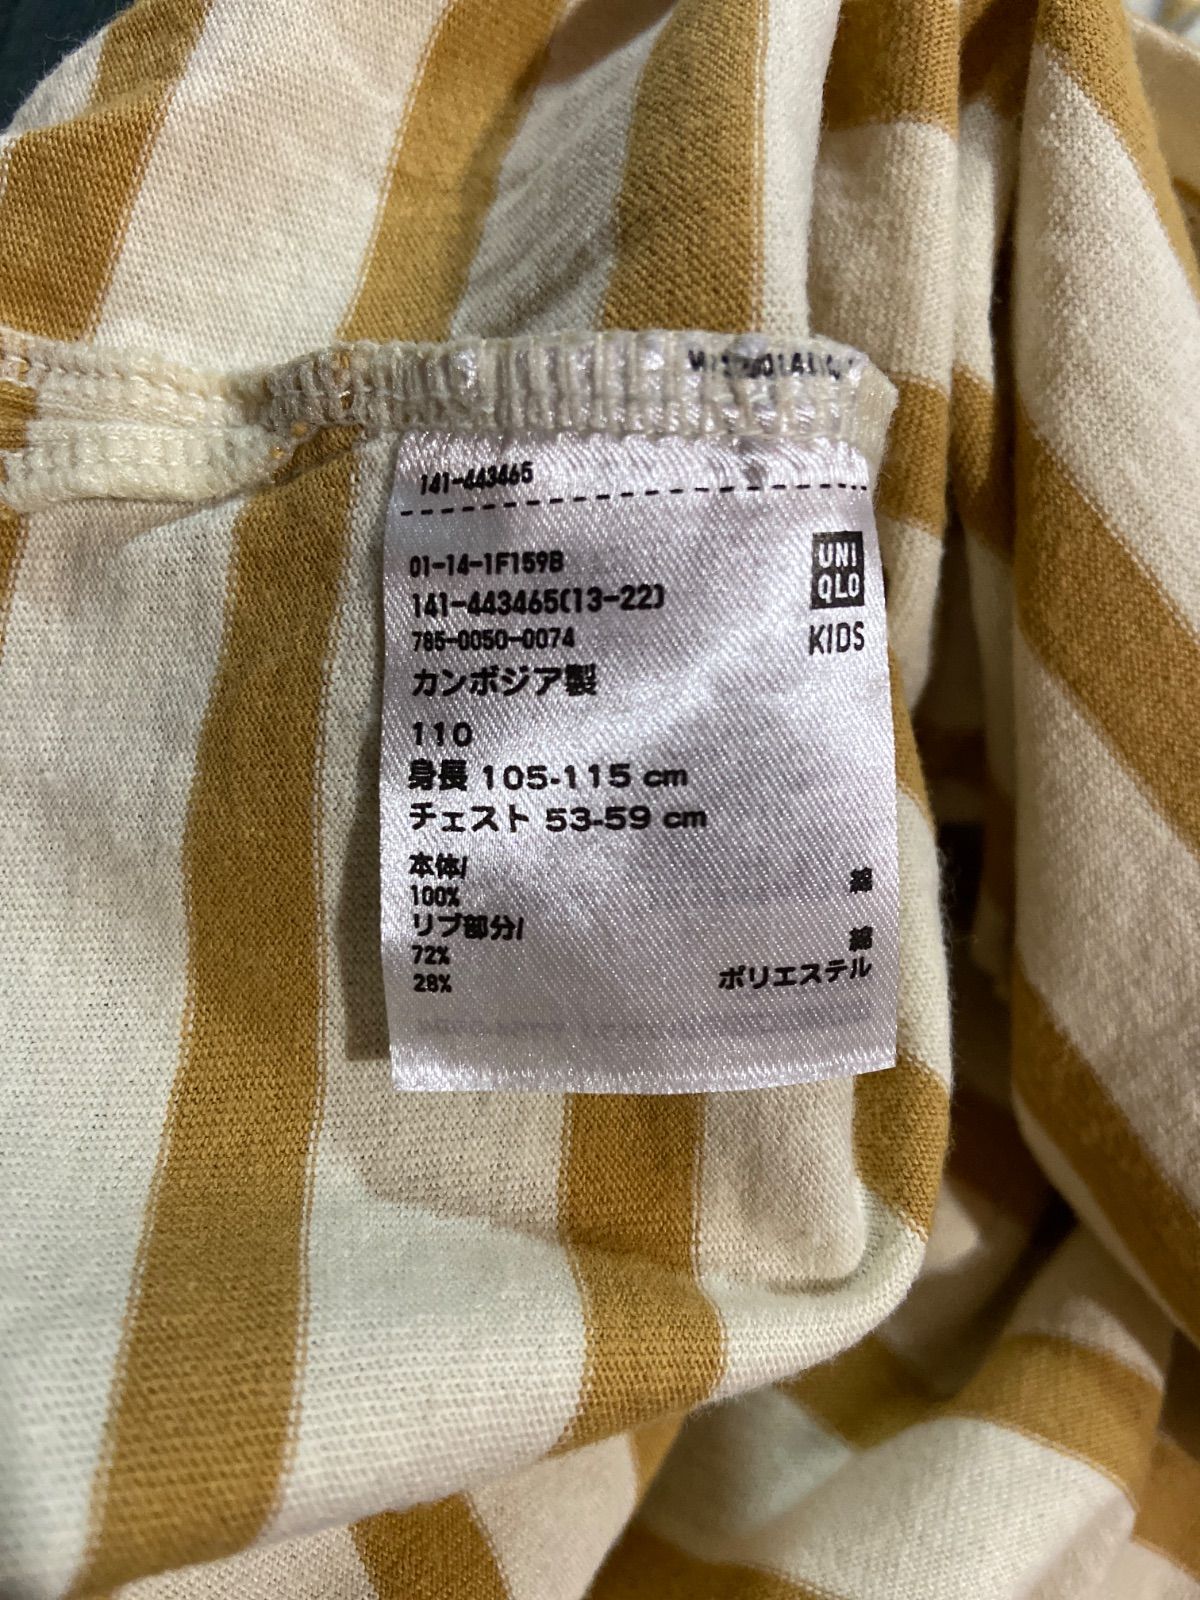 141-443465
UNI
QLO
KIDS
01-14-1F159B
141-443465(13-22)
785-0050-0074
カンボジア製
110
身長 105-115 cm
チェスト 53-59 cm
本体/
100% 綿
リブ部分/
72% 綿
28% ポリエステル